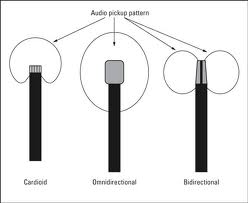 Audio pickup pattern
Cardioid
Omnidirectional
Bidirectional